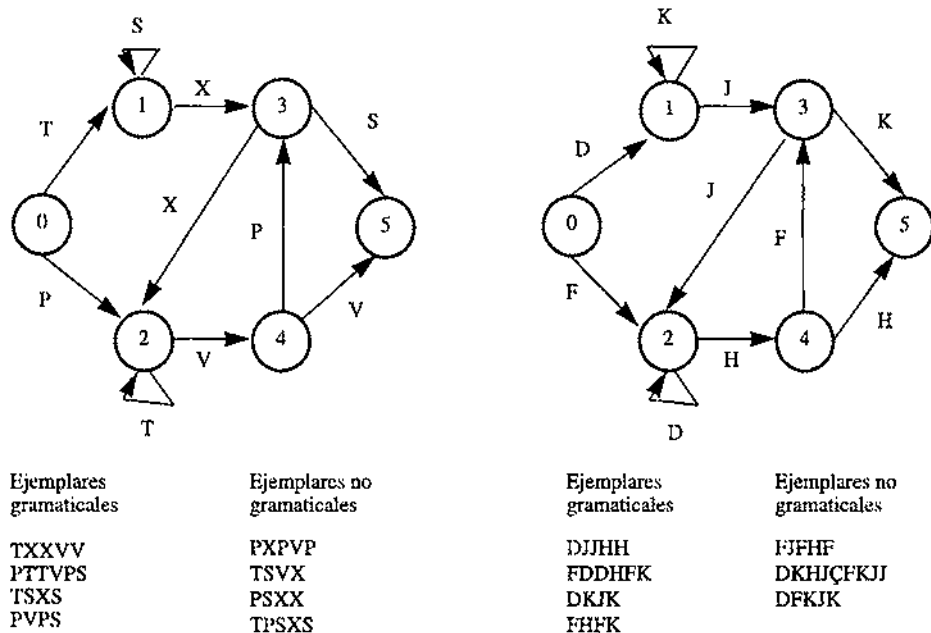 S
K
1
X
3
1
J
3
T
S
D
K
0
X
P
5
0
J
F
5
P
V
F
H
2
V
4
2
H
4
T
D
Ejemplares gramaticales
Ejemplares no gramaticales
Ejemplares gramaticales
Ejemplares no gramaticales
TXXVV
PXPVP
DJJHH
FJFHF
PTTVPS
TSVX
FDDHFK
DKHJÇFKJJ
TSXS
PSXX
DKJK
DFKJK
PVPS
TPSXS
FHFK